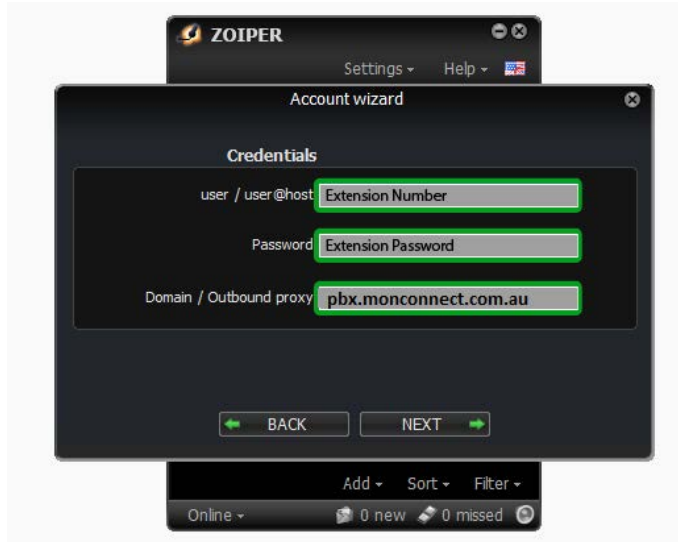 ZOIPER
Settings Help
Account wizard
Credentials
user / user@host Extension Number
Password Extension Password
Domain / Outbound proxy pbx.monconnect.com.au
BACK NEXT
Add Sort Filter
Online 0 new 0 missed